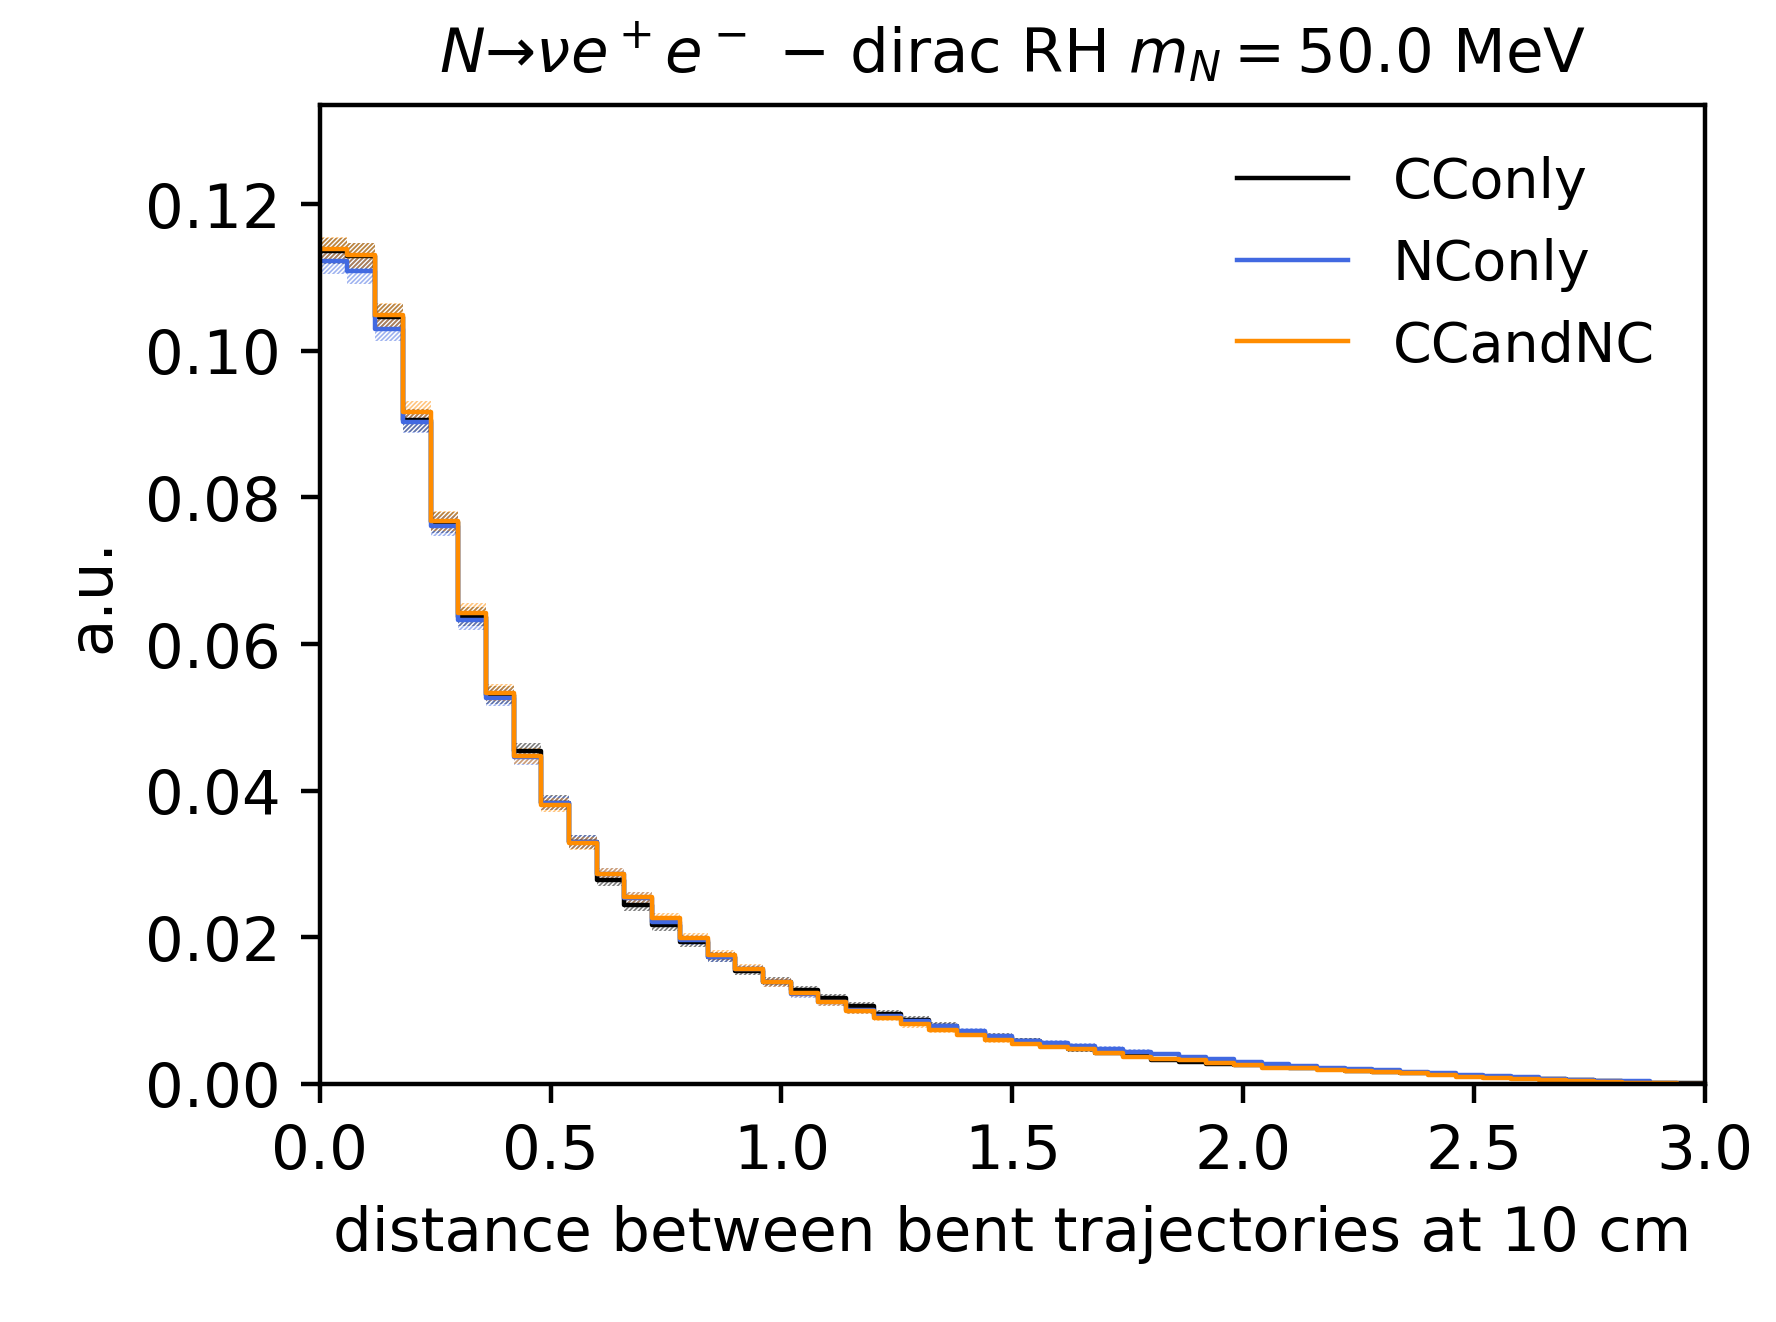 N→νe⁺e⁻ − dirac RH m_N = 50.0 MeV
CConly
NConly
CCandNC
0.12
0.10
0.08
0.06
0.04
0.02
0.00
a.u.
0.0 0.5 1.0 1.5 2.0 2.5 3.0
distance between bent trajectories at 10 cm